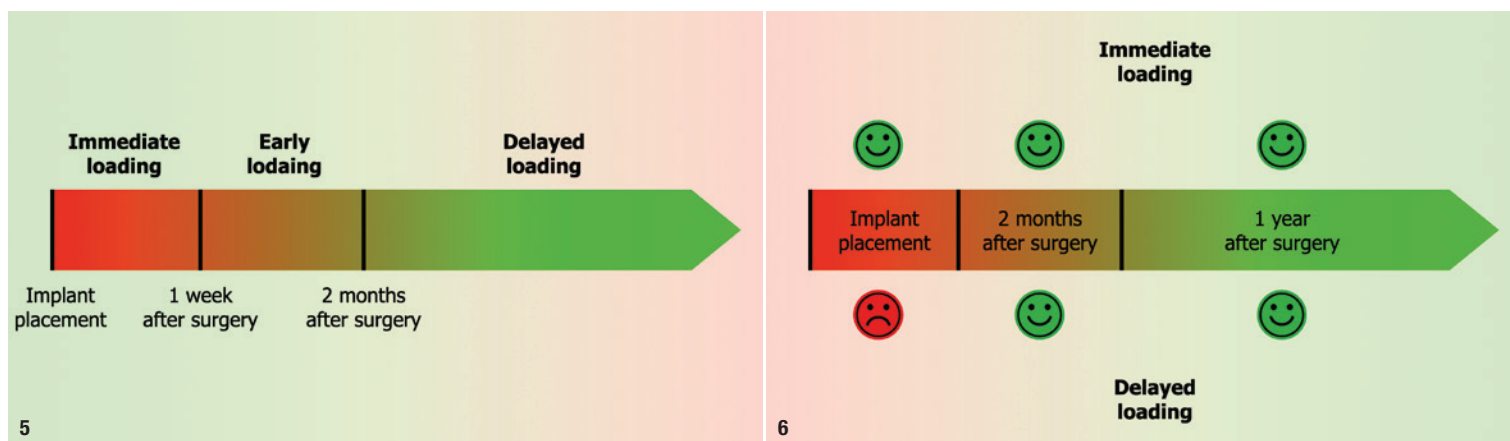 Immediate
loading
Early
lodaing
Delayed
loading
Implant
placement
1 week
after surgery
2 months
after surgery
5
Immediate
loading
Implant
placement
2 months
after surgery
1 year
after surgery
Delayed
loading
6